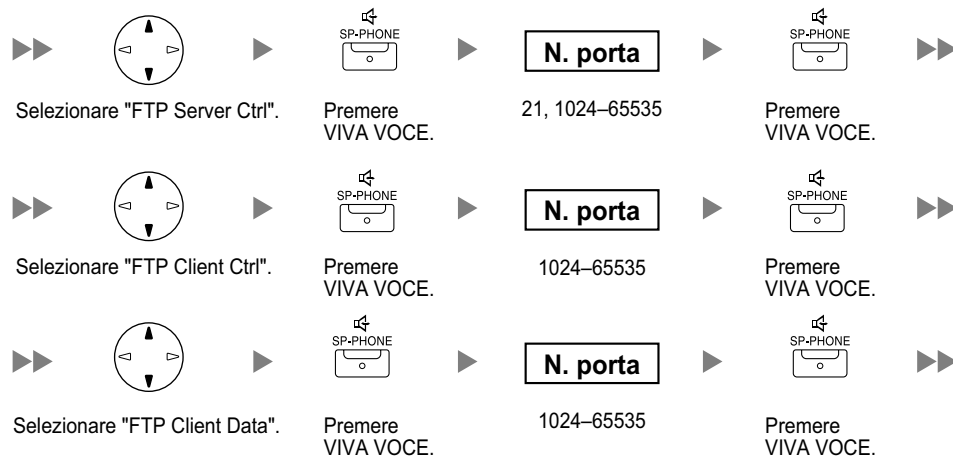 SP-PHONE
N. porta
SP-PHONE
Selezionare "FTP Server Ctrl".
Premere
VIVA VOCE.
21, 1024–65535
Premere
VIVA VOCE.
SP-PHONE
N. porta
SP-PHONE
Selezionare "FTP Client Ctrl".
Premere
VIVA VOCE.
1024–65535
Premere
VIVA VOCE.
SP-PHONE
N. porta
SP-PHONE
Selezionare "FTP Client Data".
Premere
VIVA VOCE.
1024–65535
Premere
VIVA VOCE.